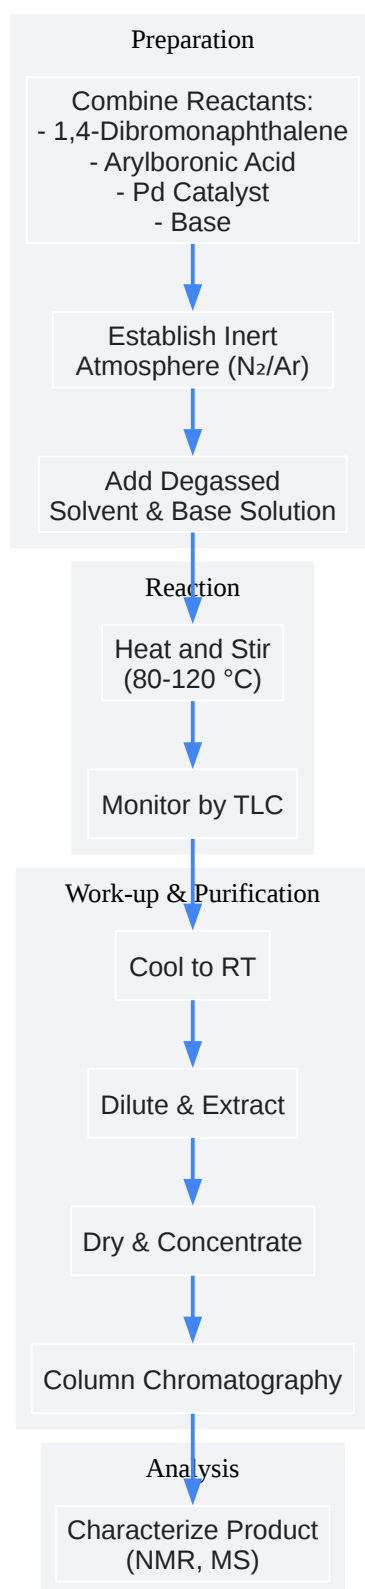 Preparation
Combine Reactants:
- 1,4-Dibromonaphthalene
- Arylboronic Acid
- Pd Catalyst
- Base
Establish Inert
Atmosphere (N₂/Ar)
Add Degassed
Solvent & Base Solution
Reaction
Heat and Stir
(80-120 °C)
Monitor by TLC
Work-up & Purification
Cool to RT
Dilute & Extract
Dry & Concentrate
Column Chromatography
Analysis
Characterize Product
(NMR, MS)